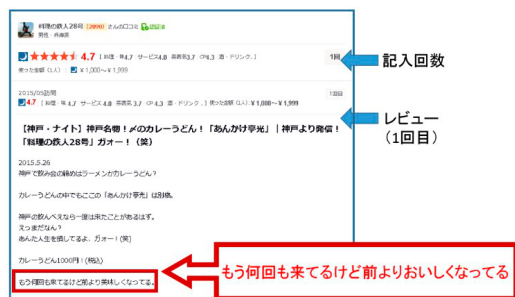 料理の鉄人28号 (2890) さんの口コミ 認証済
男性・兵庫県
4.7 [ 料理・味4.7 サービス4.0 雰囲気3.7 CP4.3 酒・ドリンク- ]
1回
記入回数
使った金額(1人): ¥1,000～¥1,999
2015/05訪問
1回目
4.7 [ 料理・味4.7 サービス4.0 雰囲気3.7 CP4.3 酒・ドリンク- ] 使った金額(1人): ¥1,000～¥1,999
レビュー
(1回目)
【神戸・ナイト】神戸名物！〆のカレーうどん！「あんかけ亭光」｜神戸より発信！
「料理の鉄人28号」ガオー！（笑）
2015.5.26
神戸で飲み会の締めはラーメンかカレーうどん？
カレーうどんの中でもここの「あんかけ亭光」は別格。
神戸の飲んべえなら一度は来たことがあるはず。
えっまだない？
あんた人生を損してるよ、ガオー！(笑)
カレーうどん1000円！(税込)
もう何回も来てるけど前より美味しくなってる。
もう何回も来てるけど前よりおいしくなってる